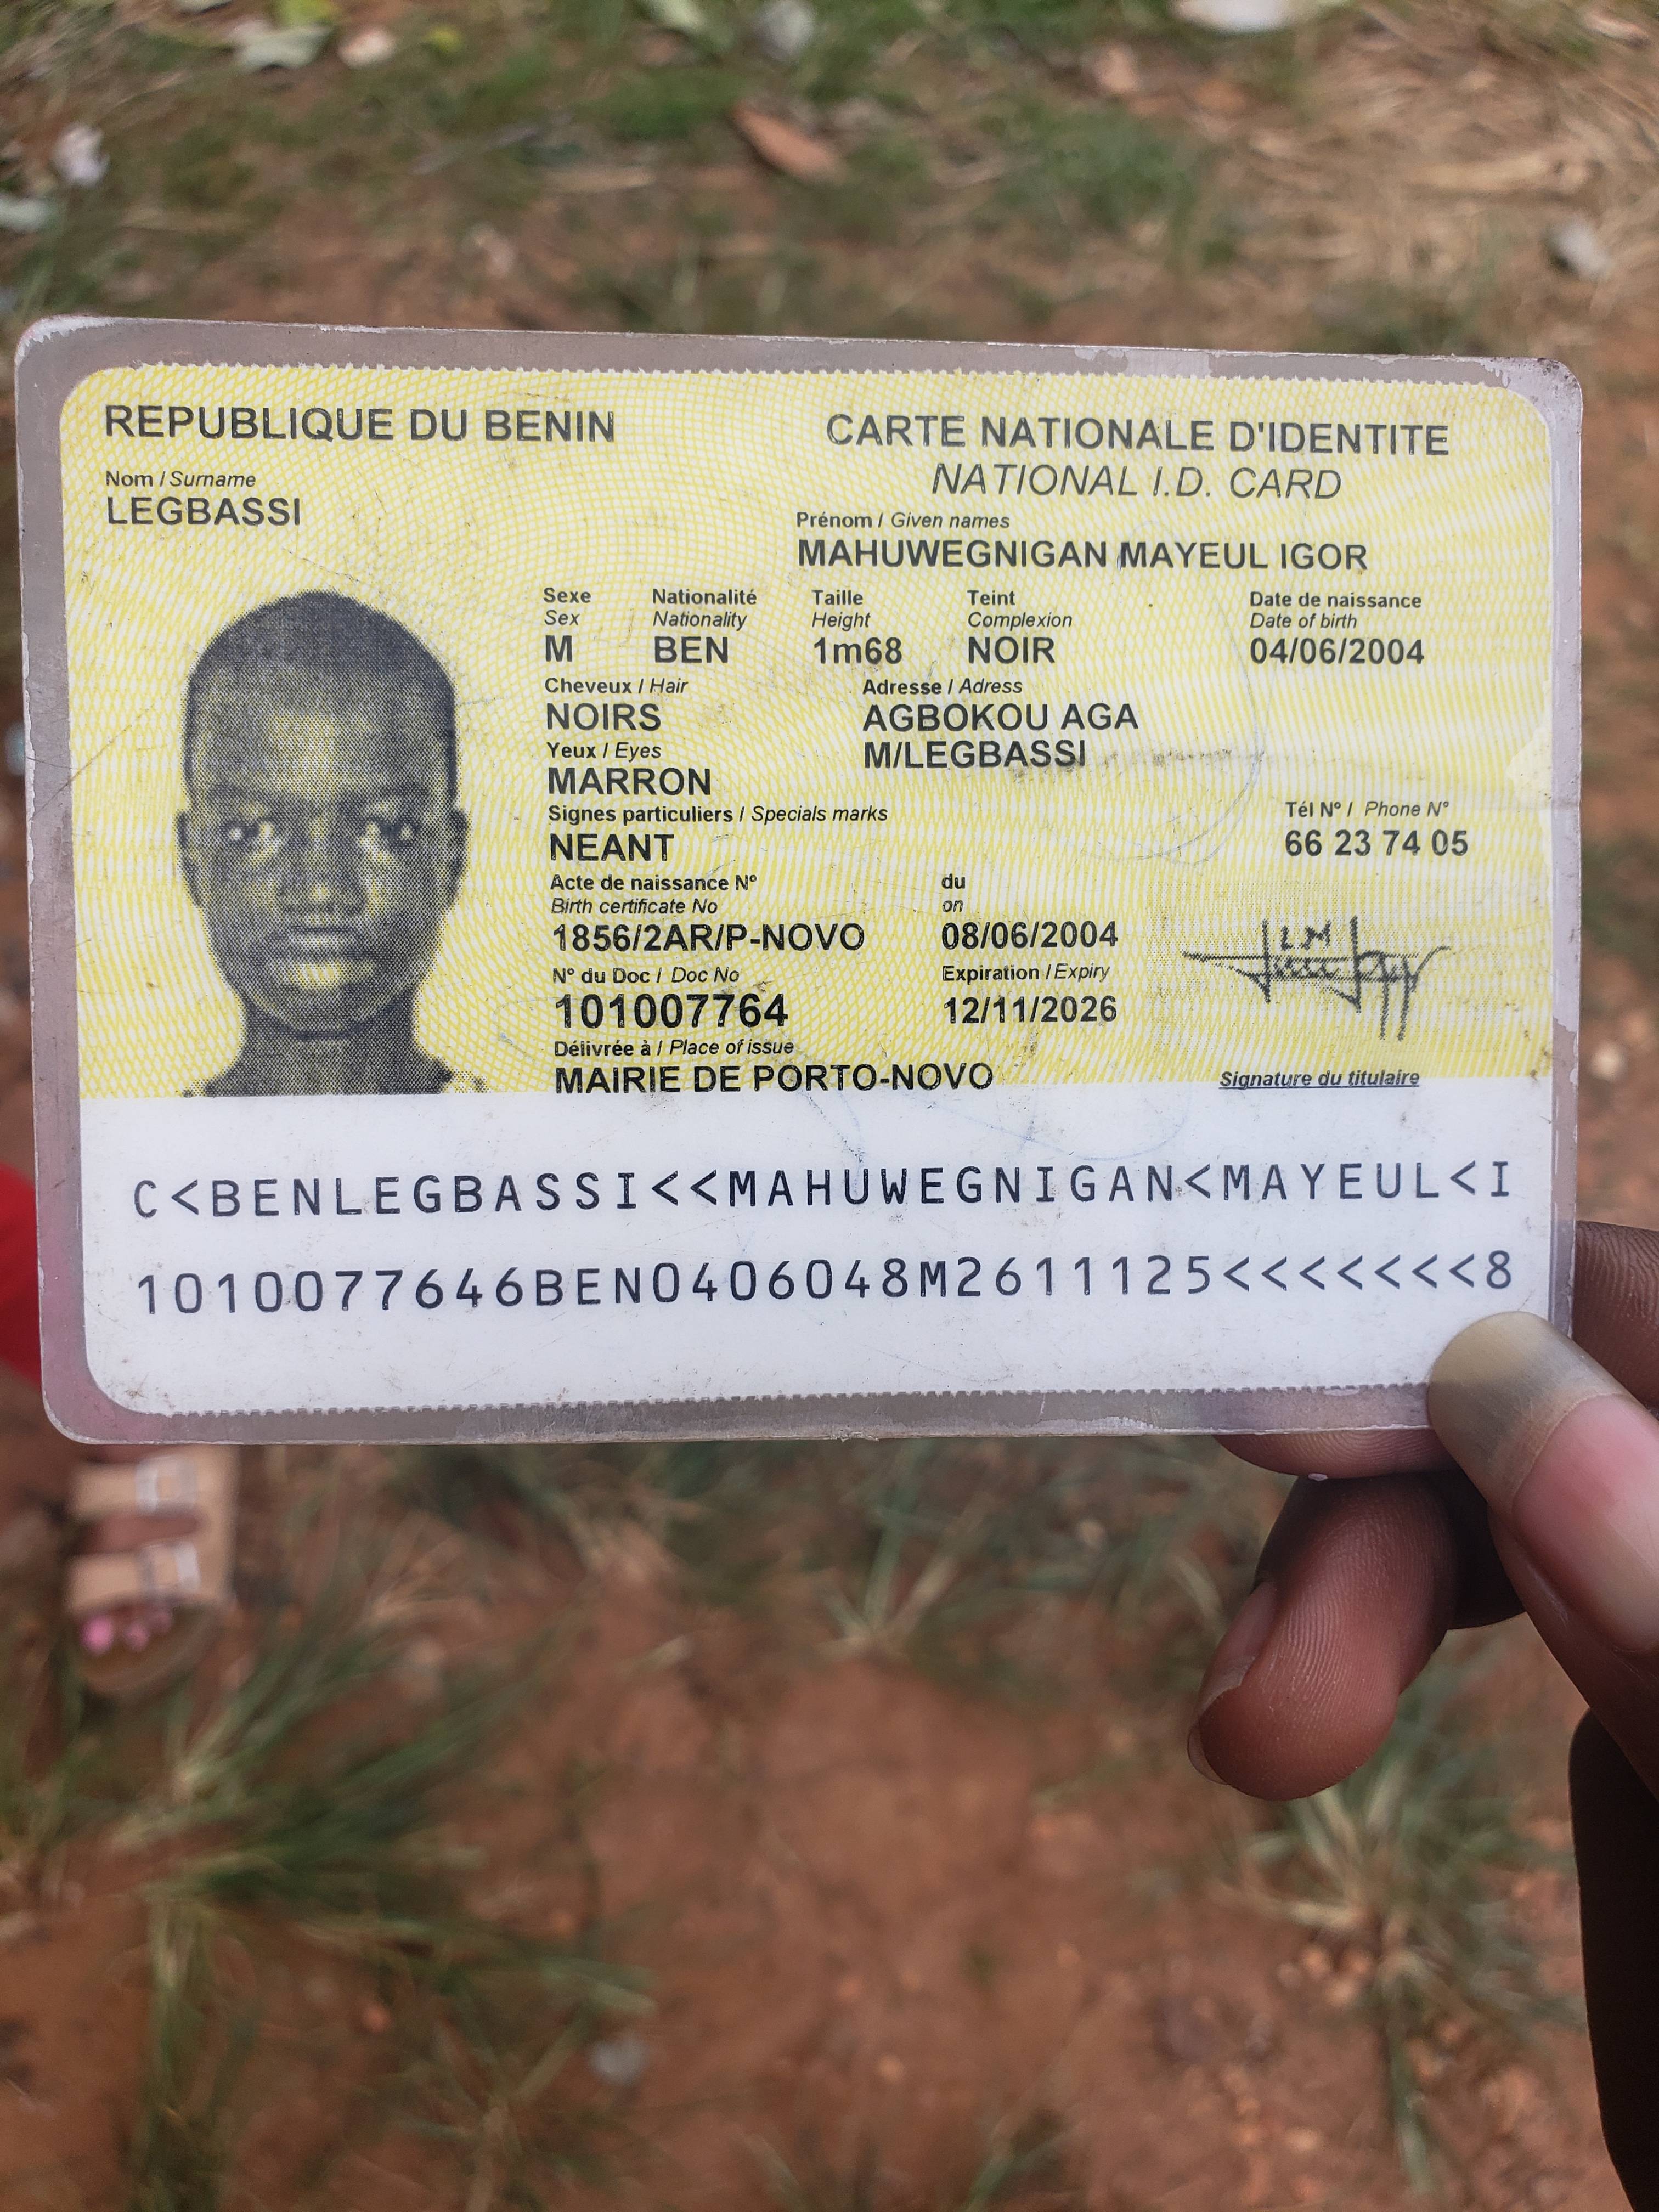 REPUBLIQUE DU BENIN
CARTE NATIONALE D'IDENTITE
NATIONAL I.D. CARD
Nom / Surname
LEGBASSI
Prénom / Given names
MAHUWEGNIGAN MAYEUL IGOR
Sexe Nationalité Taille Teint Date de naissance
Sex Nationality Height Complexion Date of birth
M BEN 1m68 NOIR 04/06/2004
Cheveux / Hair Adresse / Adress
NOIRS AGBOKOU AGA
Yeux / Eyes M/LEGBASSI
MARRON
Signes particuliers / Specials marks Tél N° / Phone N°
NEANT 66 23 74 05
Acte de naissance N° du
Birth certificate No on
1856/2AR/P-NOVO 08/06/2004
N° du Doc / Doc No Expiration / Expiry
101007764 12/11/2026
Délivrée à / Place of issue
MAIRIE DE PORTO-NOVO Signature du titulaire
C<BENLEGBASSI<<MAHUWEGNIGAN<MAYEUL<I
1010077646BEN0406048M2611125<<<<<<<8